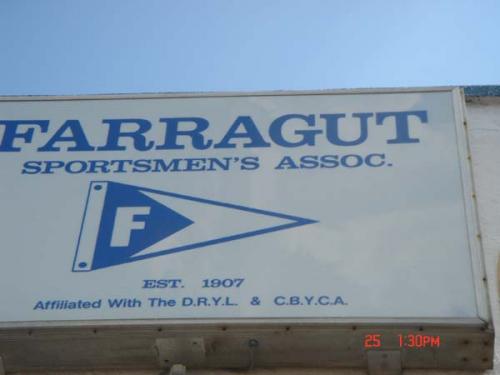 FARRAGUT
SPORTSMEN'S ASSOC.
F
EST. 1907
Affiliated With The D.R.Y.L. & C.B.Y.C.A.
25 1:30PM